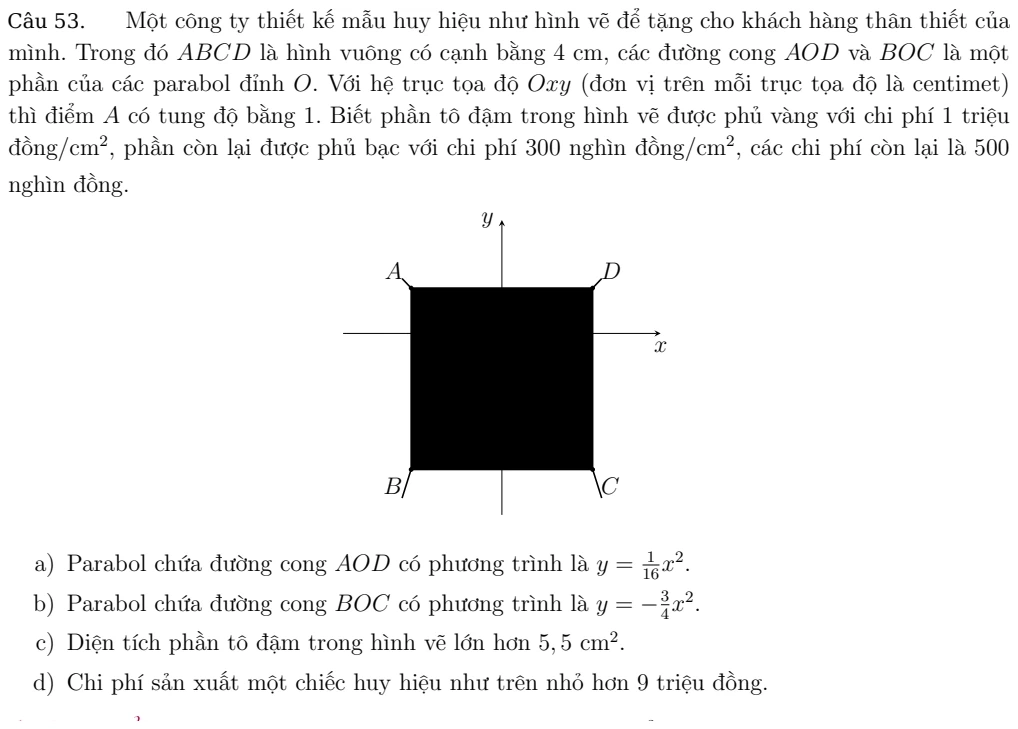 Câu 53. Một công ty thiết kế mẫu huy hiệu như hình vẽ để tặng cho khách hàng thân thiết của
mình. Trong đó ABCD là hình vuông có cạnh bằng 4 cm, các đường cong AOD và BOC là một
phần của các parabol đỉnh O. Với hệ trục tọa độ Oxy (đơn vị trên mỗi trục tọa độ là centimet)
thì điểm A có tung độ bằng 1. Biết phần tô đậm trong hình vẽ được phủ vàng với chi phí 1 triệu
đồng/cm², phần còn lại được phủ bạc với chi phí 300 nghìn đồng/cm², các chi phí còn lại là 500
nghìn đồng.
y
A D
x
B C
a) Parabol chứa đường cong AOD có phương trình là y = 1/16 x².
b) Parabol chứa đường cong BOC có phương trình là y = −3/4 x².
c) Diện tích phần tô đậm trong hình vẽ lớn hơn 5, 5 cm².
d) Chi phí sản xuất một chiếc huy hiệu như trên nhỏ hơn 9 triệu đồng.